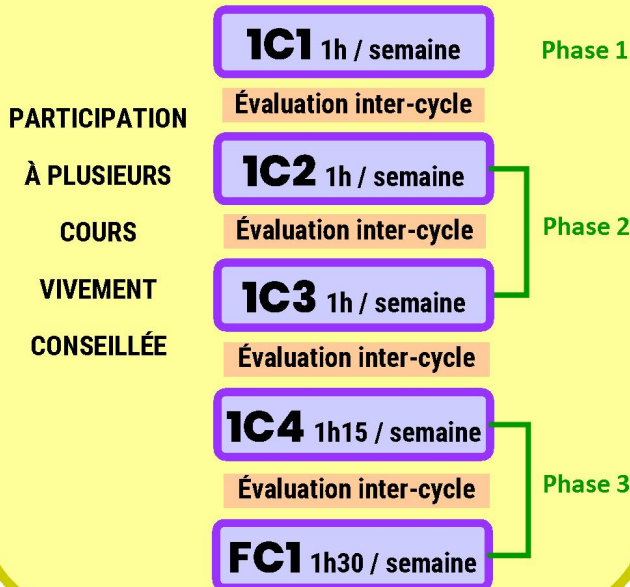 1C1 1h / semaine
Phase 1
Évaluation inter-cycle
PARTICIPATION
À PLUSIEURS
COURS
VIVEMENT
CONSEILLÉE
1C2 1h / semaine
Évaluation inter-cycle
Phase 2
1C3 1h / semaine
Évaluation inter-cycle
1C4 1h15 / semaine
Évaluation inter-cycle
Phase 3
FC1 1h30 / semaine